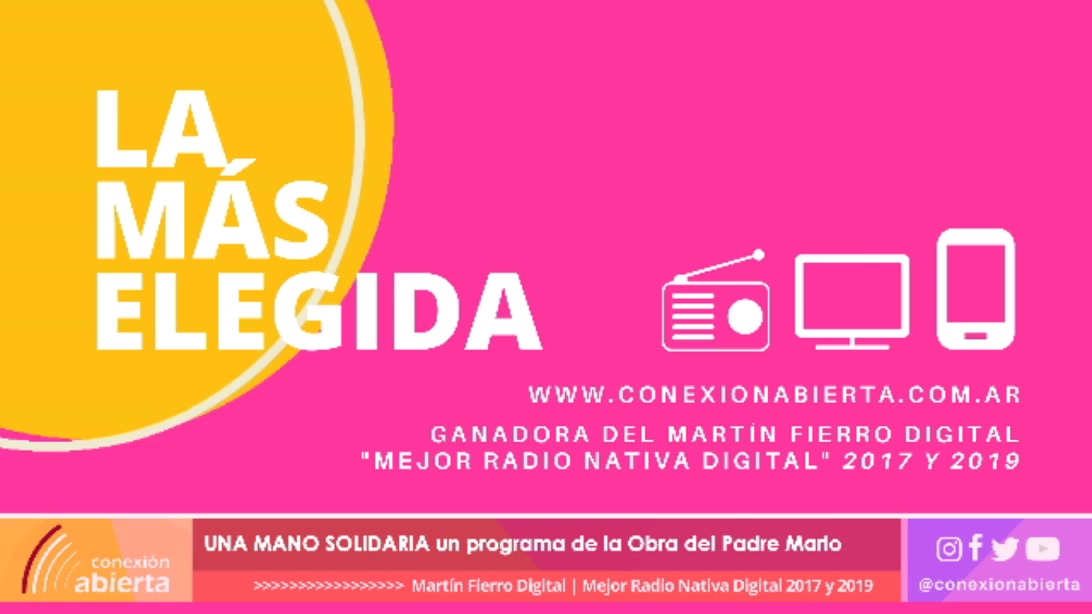 LA
MÁS
ELEGIDA
WWW.CONEXIONABIERTA.COM.AR
GANADORA DEL MARTÍN FIERRO DIGITAL
"MEJOR RADIO NATIVA DIGITAL" 2017 Y 2019
conexión
abierta
UNA MANO SOLIDARIA un programa de la Obra del Padre Mario
>>>>>>>>>>>>>>>>> Martín Fierro Digital | Mejor Radio Nativa Digital 2017 y 2019
@conexionabierta